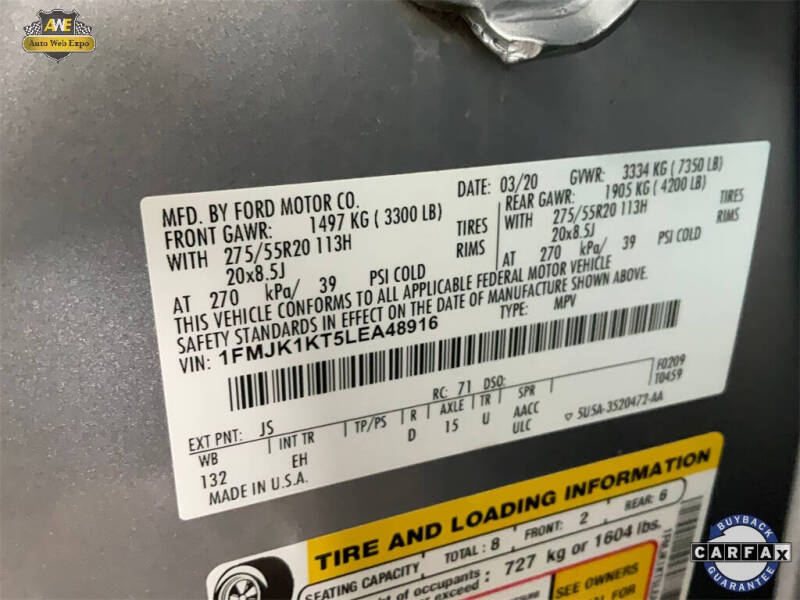 AWE
Auto Web Expo
MFD. BY FORD MOTOR CO.
DATE: 03/20 GVWR: 3334 KG ( 7350 LB)
FRONT GAWR: 1497 KG ( 3300 LB) REAR GAWR: 1905 KG ( 4200 LB)
WITH 275/55R20 113H TIRES WITH 275/55R20 113H TIRES
20x8.5J RIMS 20x8.5J RIMS
AT 270 kPa/ 39 PSI COLD AT 270 kPa/ 39 PSI COLD
THIS VEHICLE CONFORMS TO ALL APPLICABLE FEDERAL MOTOR VEHICLE
SAFETY STANDARDS IN EFFECT ON THE DATE OF MANUFACTURE SHOWN ABOVE.
VIN: 1FMJK1KT5LEA48916 TYPE: MPV
F0209
T0459
EXT PNT: JS RC: 71 DSO:
WB INT TR TP/PS R AXLE TR SPR
132 EH D 15 U AACC
ULC
5U5A-3520472-AA
MADE IN U.S.A.
TIRE AND LOADING INFORMATION
SEATING CAPACITY TOTAL : 8 FRONT: 2 REAR: 6
of occupants
exceed : 727 kg or 1604 lbs.
SEE OWNERS
MANUAL FOR
BUYBACK
CARFAX
GUARANTEE